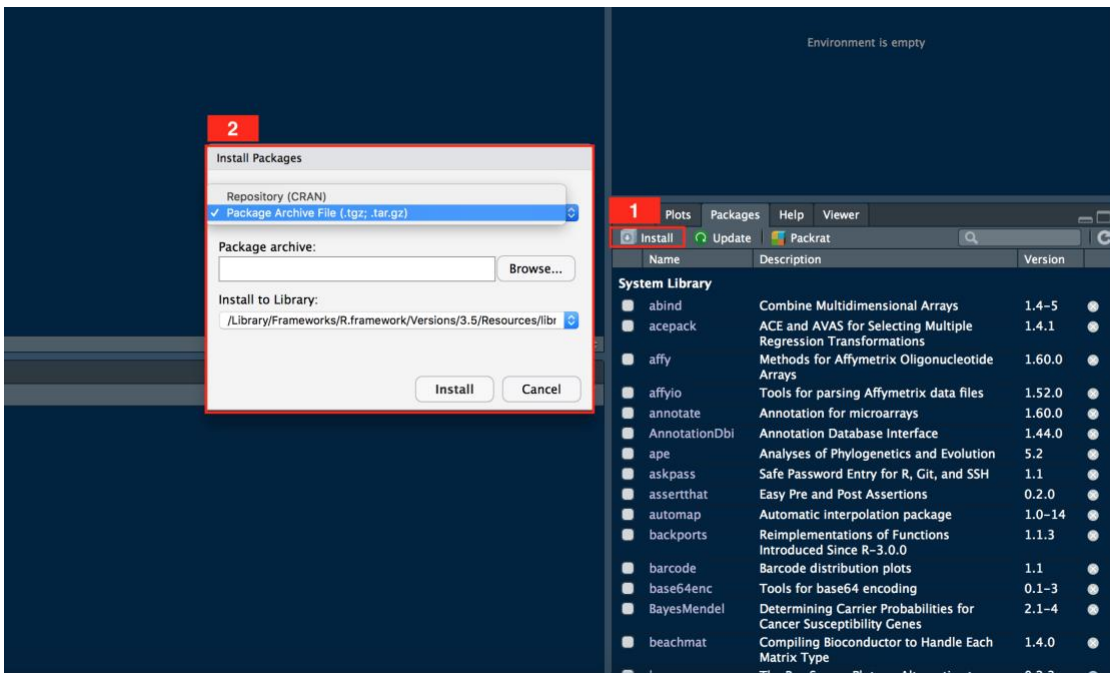 Environment is empty
2
Install Packages
Repository (CRAN)
✓ Package Archive File (.tgz; .tar.gz)
Package archive:
Browse...
Install to Library:
/Library/Frameworks/R.framework/Versions/3.5/Resources/libr
Install Cancel
1 Plots Packages Help Viewer
Install Update Packrat
Name Description Version
System Library
abind Combine Multidimensional Arrays 1.4-5
acepack ACE and AVAS for Selecting Multiple 1.4.1
Regression Transformations
affy Methods for Affymetrix Oligonucleotide 1.60.0
Arrays
affyio Tools for parsing Affymetrix data files 1.52.0
annotate Annotation for microarrays 1.60.0
AnnotationDbi Annotation Database Interface 1.44.0
ape Analyses of Phylogenetics and Evolution 5.2
askpass Safe Password Entry for R, Git, and SSH 1.1
assertthat Easy Pre and Post Assertions 0.2.0
automap Automatic interpolation package 1.0-14
backports Reimplementations of Functions 1.1.3
Introduced Since R-3.0.0
barcode Barcode distribution plots 1.1
base64enc Tools for base64 encoding 0.1-3
BayesMendel Determining Carrier Probabilities for 2.1-4
Cancer Susceptibility Genes
beachmat Compiling Bioconductor to Handle Each 1.4.0
Matrix Type